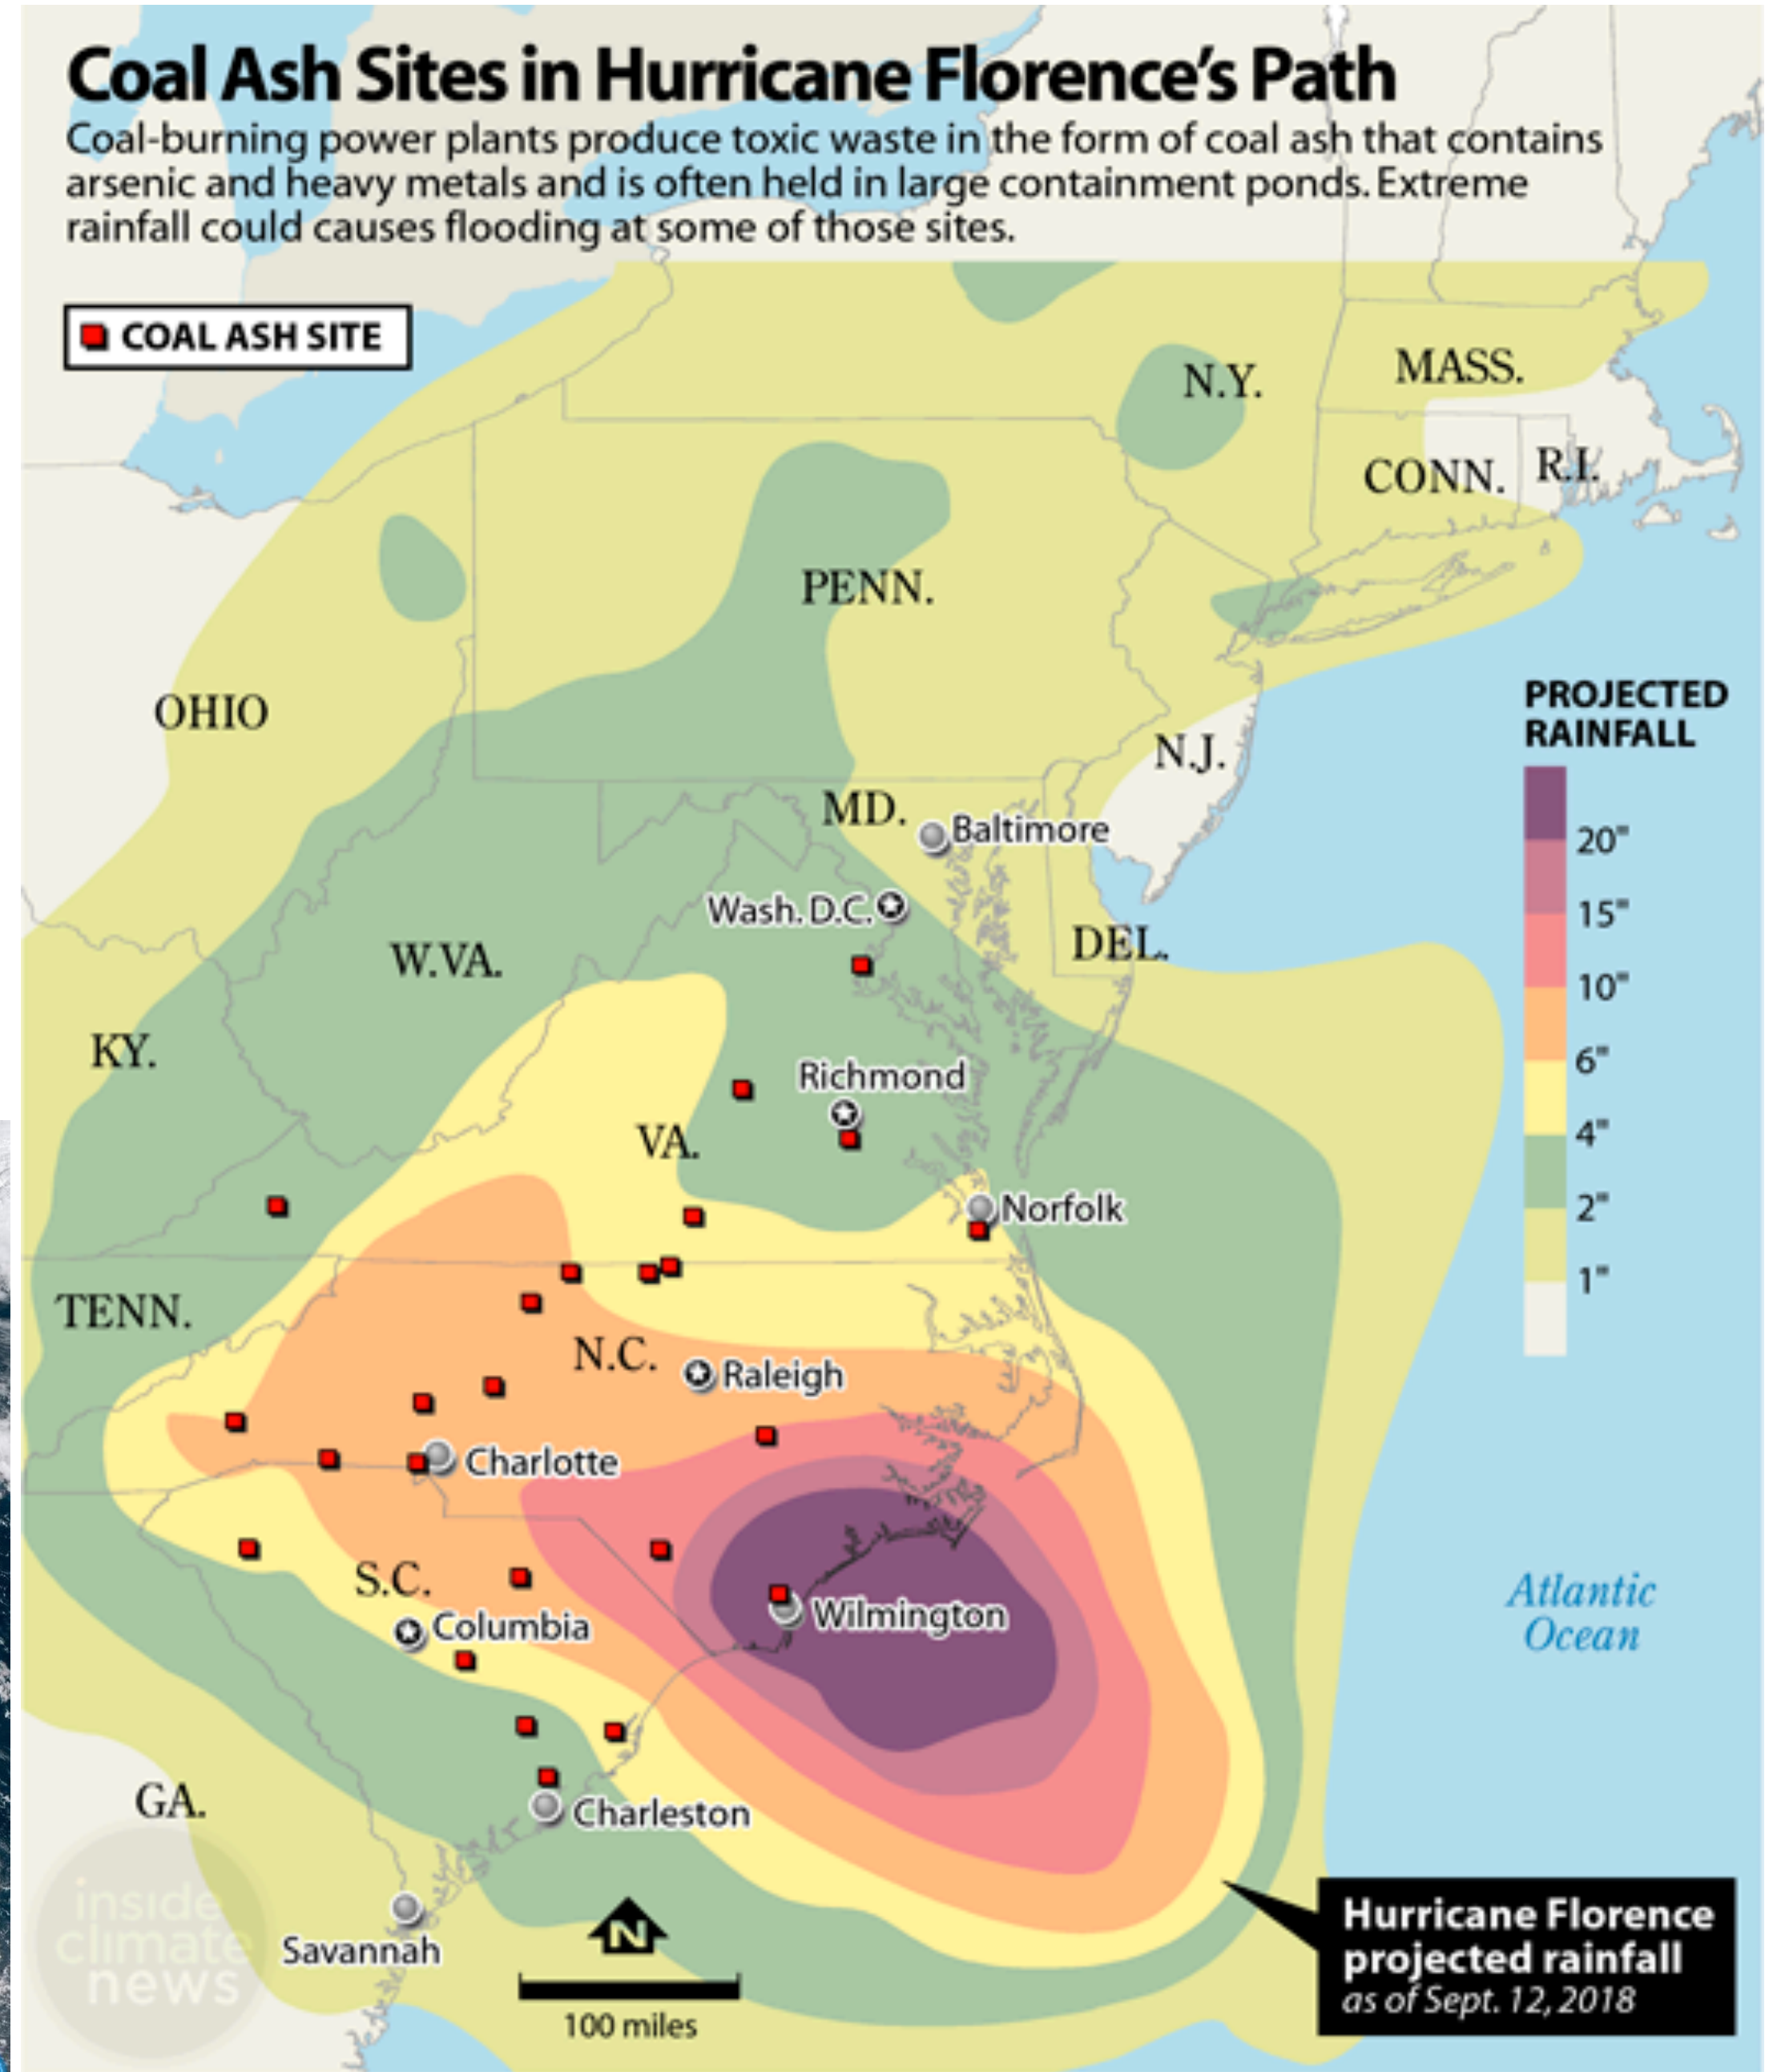 Coal Ash Sites in Hurricane Florence's Path
Coal-burning power plants produce toxic waste in the form of coal ash that contains
arsenic and heavy metals and is often held in large containment ponds. Extreme
rainfall could causes flooding at some of those sites.
COAL ASH SITE
N.Y.
MASS.
CONN.
R.I.
PENN.
OHIO
PROJECTED
RAINFALL
20"
15"
10"
6"
4"
2"
1"
N.J.
MD.
Baltimore
Wash. D.C.
DEL.
W.VA.
KY.
Richmond
VA.
Norfolk
TENN.
N.C.
Raleigh
Charlotte
S.C.
Columbia
Wilmington
Atlantic
Ocean
GA.
Charleston
inside
climate
news
Savannah
N
100 miles
Hurricane Florence
projected rainfall
as of Sept. 12, 2018